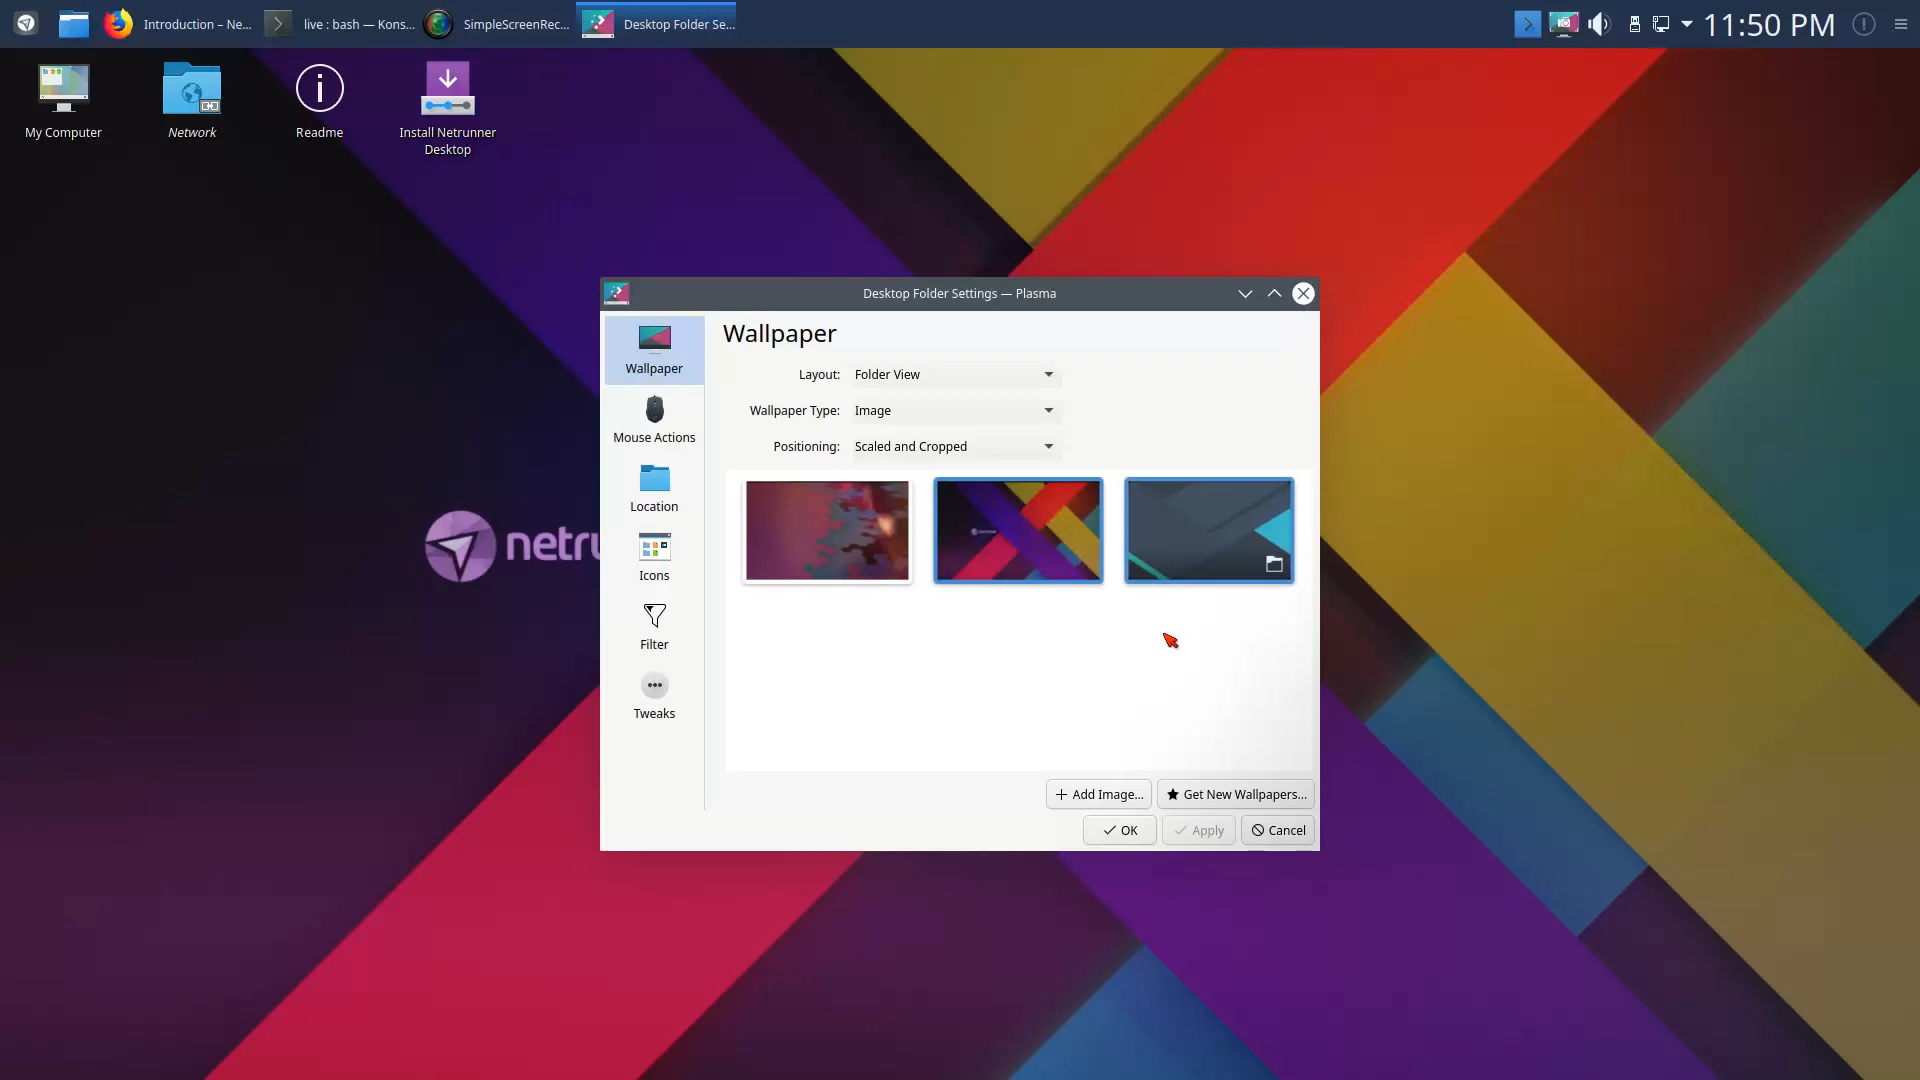 Introduction – Ne...
live : bash — Kons...
SimpleScreenRec...
Desktop Folder Se...
11:50 PM
My Computer
Network
Readme
Install Netrunner
Desktop
netru
Desktop Folder Settings — Plasma
Wallpaper
Mouse Actions
Location
Icons
Filter
Tweaks
Wallpaper
Layout: Folder View
Wallpaper Type: Image
Positioning: Scaled and Cropped
Add Image...
Get New Wallpapers...
OK
Apply
Cancel